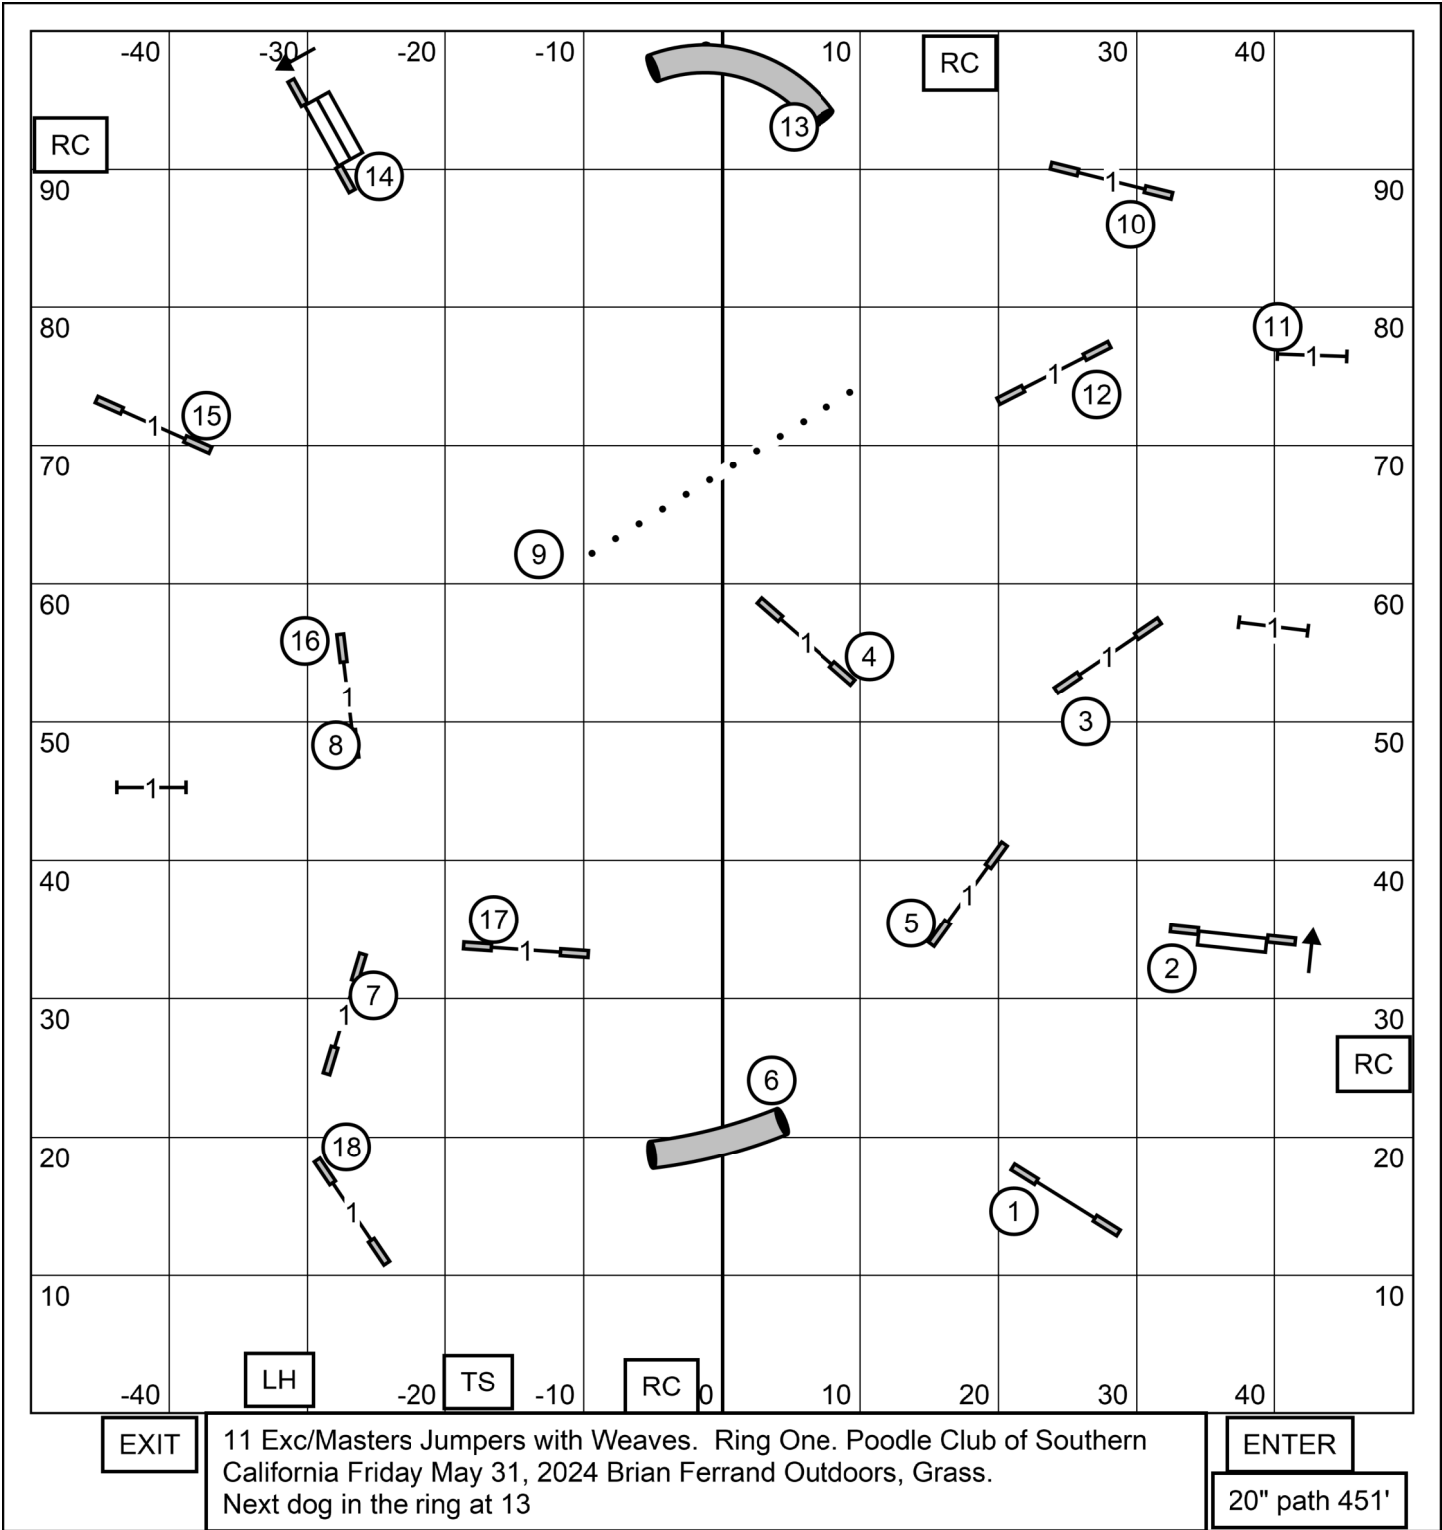 -40 -30 -20 -10 10 RC 30 40
RC
13
14
90 1 90
10
80 11 80
1
1
12
15
1
70 70
9
60 60
1
16 1 4 1
1 3
8
50 50
1
40 40
17 1
5
1 2
7
1
30 30
RC
6
18
20 20
1
1
10 10
LH TS RC
-40 -20 -10 0 10 20 30 40
EXIT
11 Exc/Masters Jumpers with Weaves. Ring One. Poodle Club of Southern
California Friday May 31, 2024 Brian Ferrand Outdoors, Grass.
Next dog in the ring at 13
ENTER
20" path 451'